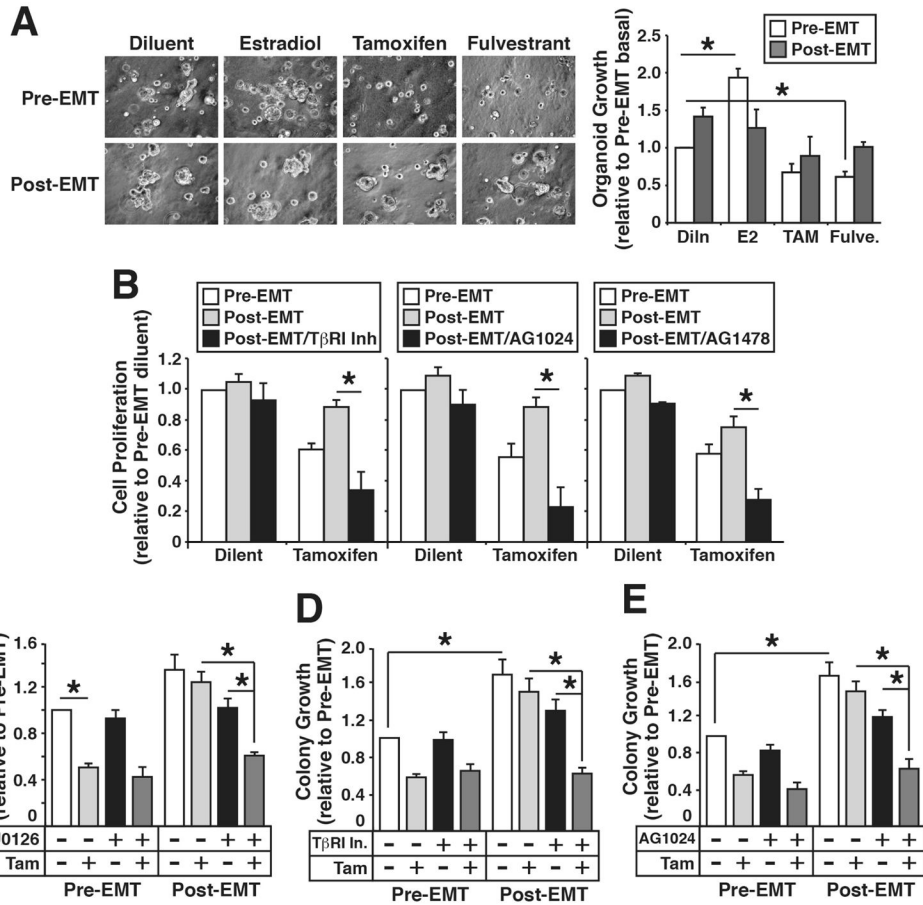 A
Diluent Estradiol Tamoxifen Fulvestrant
Pre-EMT
Post-EMT
Organoid Growth
(relative to Pre-EMT basal)
Pre-EMT
Post-EMT
2.5
2.0
1.5
1.0
0.5
0
*
*
Diln E2 TAM Fulve.
B
Pre-EMT
Post-EMT
Post-EMT/TβRI Inh
Pre-EMT
Post-EMT
Post-EMT/AG1024
Pre-EMT
Post-EMT
Post-EMT/AG1478
Cell Proliferation
(relative to Pre-EMT diluent)
1.2
1.0
0.8
0.6
0.4
0.2
0
* * *
Dilent Tamoxifen Dilent Tamoxifen Dilent Tamoxifen
(relative to Pre-EMT)
1.6
1.2
0.8
0.4
0
*
*
*
J0126 – – + + – – + +
Tam – + – + – + – +
Pre-EMT Post-EMT
D
Colony Growth
(relative to Pre-EMT)
2.0
1.6
1.2
0.8
0.4
0
*
*
*
TβRI In. – – + + – – + +
Tam – + – + – + – +
Pre-EMT Post-EMT
E
Colony Growth
(relative to Pre-EMT)
2.0
1.6
1.2
0.8
0.4
0
*
*
*
AG1024 – – + + – – + +
Tam – + – + – + – +
Pre-EMT Post-EMT